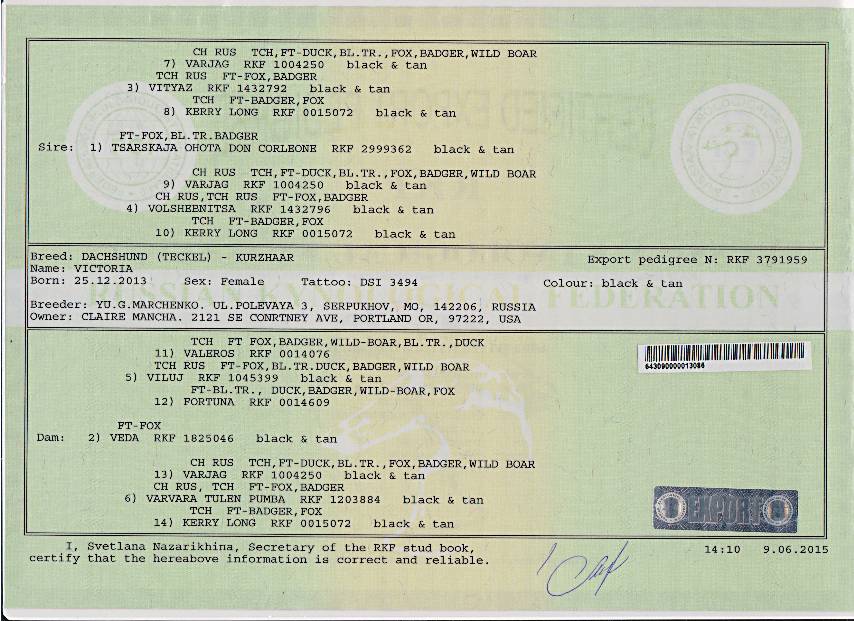 CH RUS TCH,FT-DUCK,BL.TR.,FOX,BADGER,WILD BOAR
7) VARJAG RKF 1004250 black & tan
TCH RUS FT-FOX,BADGER
3) VITYAZ RKF 1432792 black & tan
TCH FT-BADGER,FOX
8) KERRY LONG RKF 0015072 black & tan
FT-FOX,BL.TR.BADGER
Sire: 1) TSARSKAJA OHOTA DON CORLEONE RKF 2999362 black & tan
CH RUS TCH,FT-DUCK,BL.TR.,FOX,BADGER,WILD BOAR
9) VARJAG RKF 1004250 black & tan
CH RUS,TCH RUS FT-FOX,BADGER
4) VOLSHEBNITSA RKF 1432796 black & tan
TCH FT-BADGER,FOX
10) KERRY LONG RKF 0015072 black & tan
Breed: DACHSHUND (TECKEL) - KURZHAAR Export pedigree N: RKF 3791959
Name: VICTORIA
Born: 25.12.2013 Sex: Female Tattoo: DSI 3494 Colour: black & tan
RUSSIAN KYNOLOGICAL FEDERATION
Breeder: YU.G.MARCHENKO. UL.POLEVAYA 3, SERPUKHOV, MO, 142206, RUSSIA
Owner: CLAIRE MANCHA. 2121 SE CONRTNEY AVE, PORTLAND OR, 97222, USA
TCH FT FOX,BADGER,WILD-BOAR,BL.TR.,DUCK
11) VALEROS RKF 0014076
643090000013086
TCH RUS FT-FOX,BL.TR.DUCK,BADGER,WILD BOAR
5) VILUJ RKF 1045399 black & tan
FT-BL.TR., DUCK,BADGER,WILD-BOAR,FOX
12) FORTUNA RKF 0014609
FT-FOX
Dam: 2) VEDA RKF 1825046 black & tan
CH RUS TCH,FT-DUCK,BL.TR.,FOX,BADGER,WILD BOAR
13) VARJAG RKF 1004250 black & tan
CH RUS, TCH FT-FOX,BADGER
6) VARVARA TULEN PUMBA RKF 1203884 black & tan
TCH FT-BADGER,FOX
14) KERRY LONG RKF 0015072 black & tan
EXPORT
I, Svetlana Nazarikhina, Secretary of the RKF stud book,
certify that the hereabove information is correct and reliable.
14:10 9.06.2015